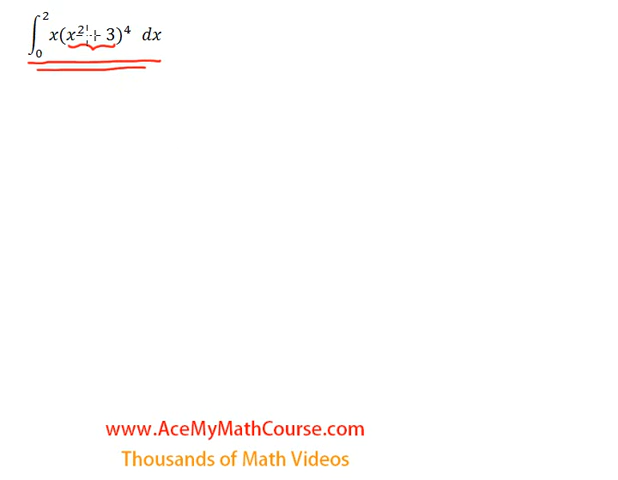 ∫₀² x(x² + 3)⁴ dx
www.AceMyMathCourse.com
Thousands of Math Videos